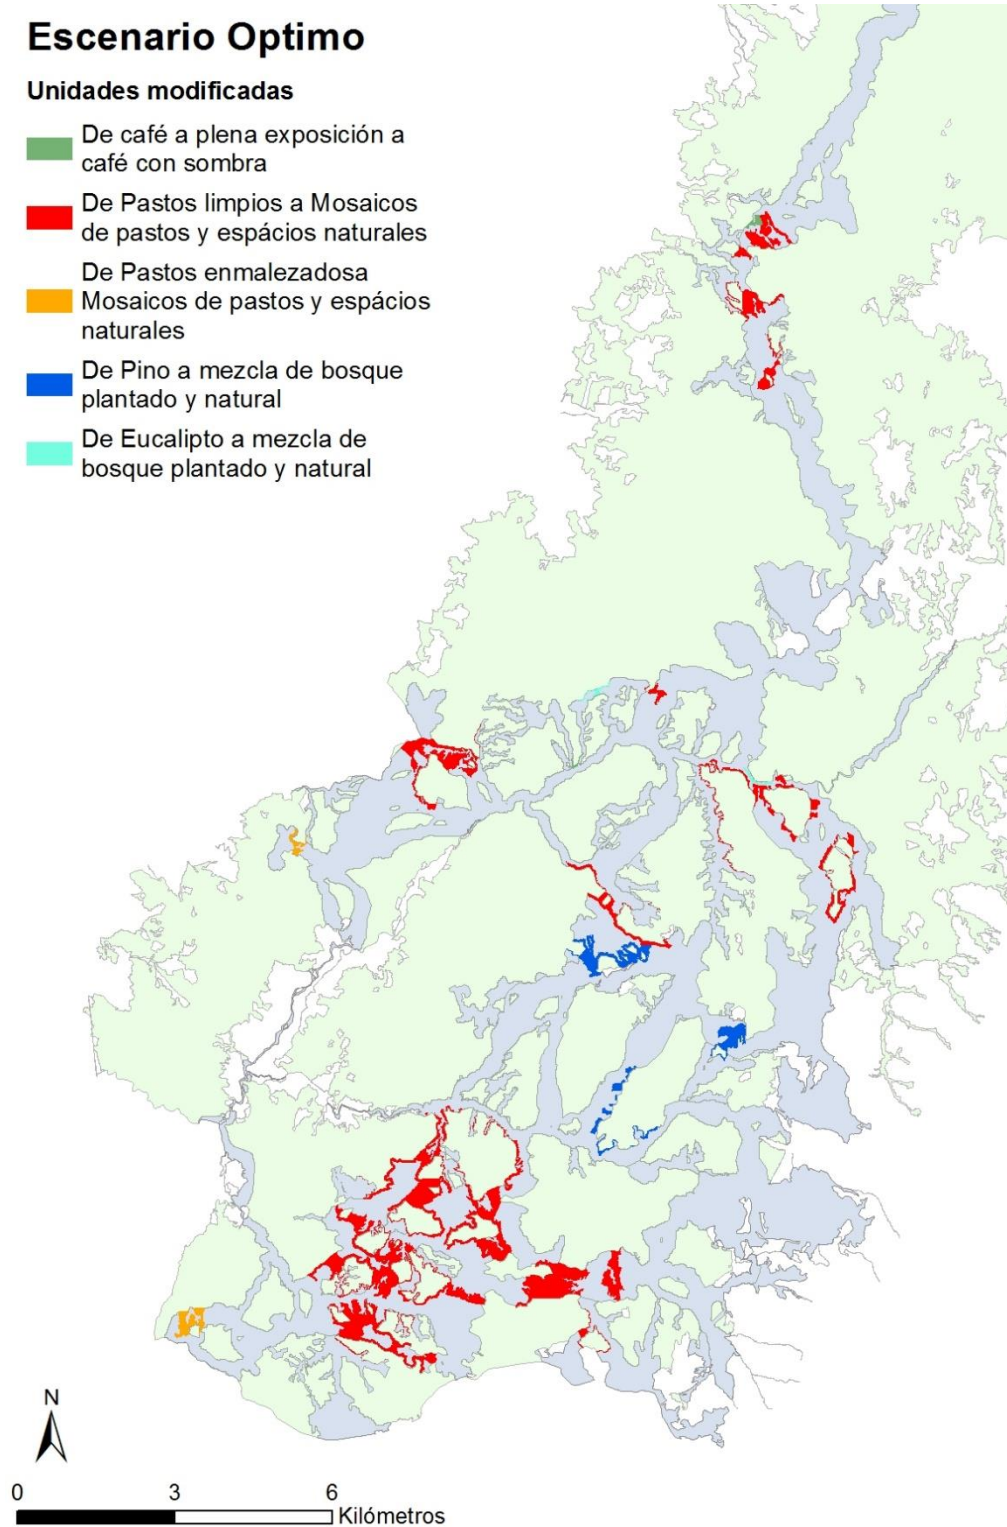 Escenario Optimo
Unidades modificadas
De café a plena exposición a
café con sombra
De Pastos limpios a Mosaicos
de pastos y espácios naturales
De Pastos enmalezadosa
Mosaicos de pastos y espácios
naturales
De Pino a mezcla de bosque
plantado y natural
De Eucalipto a mezcla de
bosque plantado y natural
N
0 3 6
Kilómetros